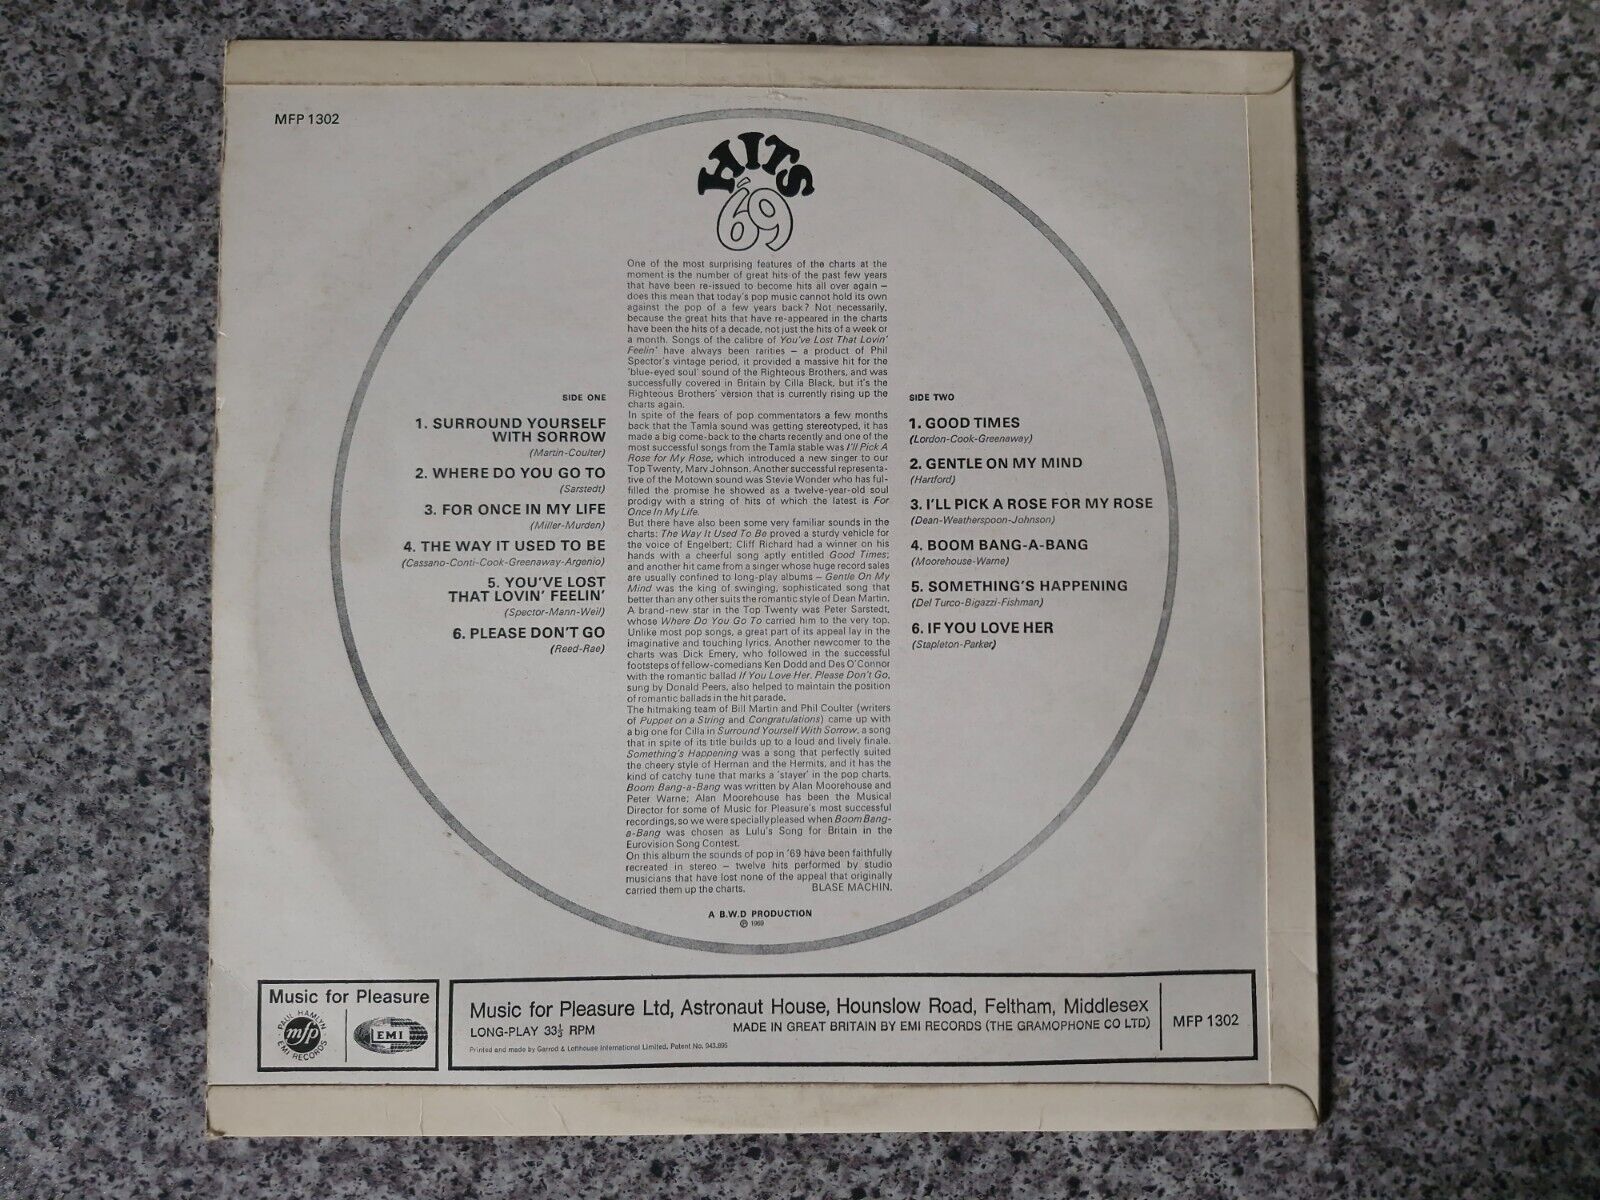 MFP 1302
HITS
'69
One of the most surprising features of the charts at the
moment is the number of great hits of the past few years
that have been re-issued to become hits all over again –
does this mean that today's pop music cannot hold its own
against the pop of a few years back? Not necessarily,
because the great hits that have re-appeared in the charts
have been the hits of a decade, not just the hits of a week or
a month. Songs of the calibre of You've Lost That Lovin'
Feelin' have always been rarities – a product of Phil
Spector's vintage period, it provided a massive hit for the
'blue-eyed soul' sound of the Righteous Brothers, and was
successfully covered in Britain by Cilla Black, but it's the
Righteous Brothers' version that is currently rising up the
charts again.
In spite of the fears of pop commentators a few months
back that the Tamla sound was getting stereotyped, it has
made a big come-back to the charts recently and one of the
most successful songs from the Tamla stable was I'll Pick A
Rose for My Rose, which introduced a new singer to our
Top Twenty, Marv Johnson. Another successful representa-
tive of the Motown sound was Stevie Wonder who has ful-
filled the promise he showed as a twelve-year-old soul
prodigy with a string of hits of which the latest is For
Once In My Life.
But there have also been some very familiar sounds in the
charts: The Way It Used To Be proved a sturdy vehicle for
the voice of Engelbert; Cliff Richard had a winner on his
hands with a cheerful song aptly entitled Good Times;
and another hit came from a singer whose huge record sales
are usually confined to long-play albums – Gentle On My
Mind was the king of swinging, sophisticated song that
better than any other suits the romantic style of Dean Martin.
A brand-new star in the Top Twenty was Peter Sarstedt,
whose Where Do You Go To carried him to the very top.
Unlike most pop songs, a great part of its appeal lay in the
imaginative and touching lyrics. Another newcomer to the
charts was Dick Emery, who followed in the successful
footsteps of fellow-comedians Ken Dodd and Des O'Connor
with the romantic ballad If You Love Her. Please Don't Go,
sung by Donald Peers, also helped to maintain the position
of romantic ballads in the hit parade.
The hitmaking team of Bill Martin and Phil Coulter (writers
of Puppet on a String and Congratulations) came up with
a big one for Cilla in Surround Yourself With Sorrow, a song
that in spite of its title builds up to a loud and lively finale.
Something's Happening was a song that perfectly suited
the cheery style of Herman and the Hermits, and it has the
kind of catchy tune that marks a 'stayer' in the pop charts.
Boom Bang-a-Bang was written by Alan Moorehouse and
Peter Warne; Alan Moorehouse has been the Musical
Director for some of Music for Pleasure's most successful
recordings, so we were specially pleased when Boom Bang-
a-Bang was chosen as Lulu's Song for Britain in the
Eurovision Song Contest.
On this album the sounds of pop in '69 have been faithfully
recreated in stereo – twelve hits performed by studio
musicians that have lost none of the appeal that originally
carried them up the charts. BLASE MACHIN.
SIDE ONE
1. SURROUND YOURSELF
WITH SORROW
(Martin-Coulter)
2. WHERE DO YOU GO TO
(Sarstedt)
3. FOR ONCE IN MY LIFE
(Miller-Murden)
4. THE WAY IT USED TO BE
(Cassano-Conti-Cook-Greenaway-Argenio)
5. YOU'VE LOST
THAT LOVIN' FEELIN'
(Spector-Mann-Weil)
6. PLEASE DON'T GO
(Reed-Rae)
SIDE TWO
1. GOOD TIMES
(Lordon-Cook-Greenaway)
2. GENTLE ON MY MIND
(Hartford)
3. I'LL PICK A ROSE FOR MY ROSE
(Dean-Weatherspoon-Johnson)
4. BOOM BANG-A-BANG
(Moorehouse-Warne)
5. SOMETHING'S HAPPENING
(Del Turco-Bigazzi-Fishman)
6. IF YOU LOVE HER
(Stapleton-Parker)
A B.W.D PRODUCTION
℗ 1969
Music for Pleasure
PAUL HAMLYN
mfp
EMI RECORDS
EMI
Music for Pleasure Ltd, Astronaut House, Hounslow Road, Feltham, Middlesex
LONG-PLAY 33⅓ RPM MADE IN GREAT BRITAIN BY EMI RECORDS (THE GRAMOPHONE CO LTD)
Printed and made by Garrod & Lofthouse International Limited. Patent No. 943,895
MFP 1302